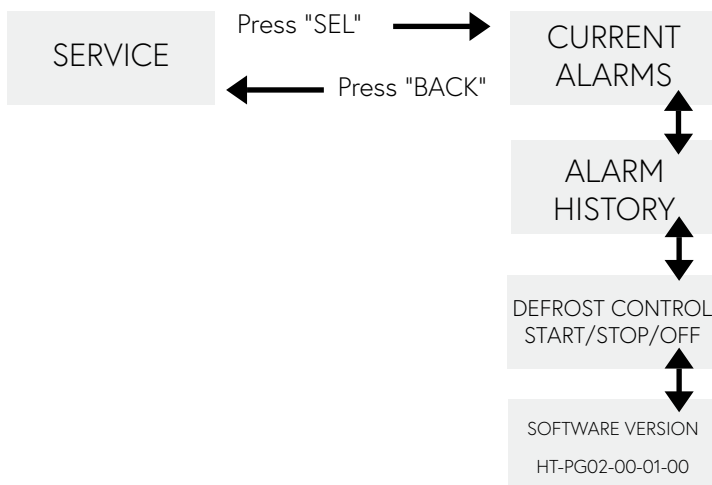 SERVICE
Press "SEL"
Press "BACK"
CURRENT
ALARMS
ALARM
HISTORY
DEFROST CONTROL
START/STOP/OFF
SOFTWARE VERSION
HT-PG02-00-01-00